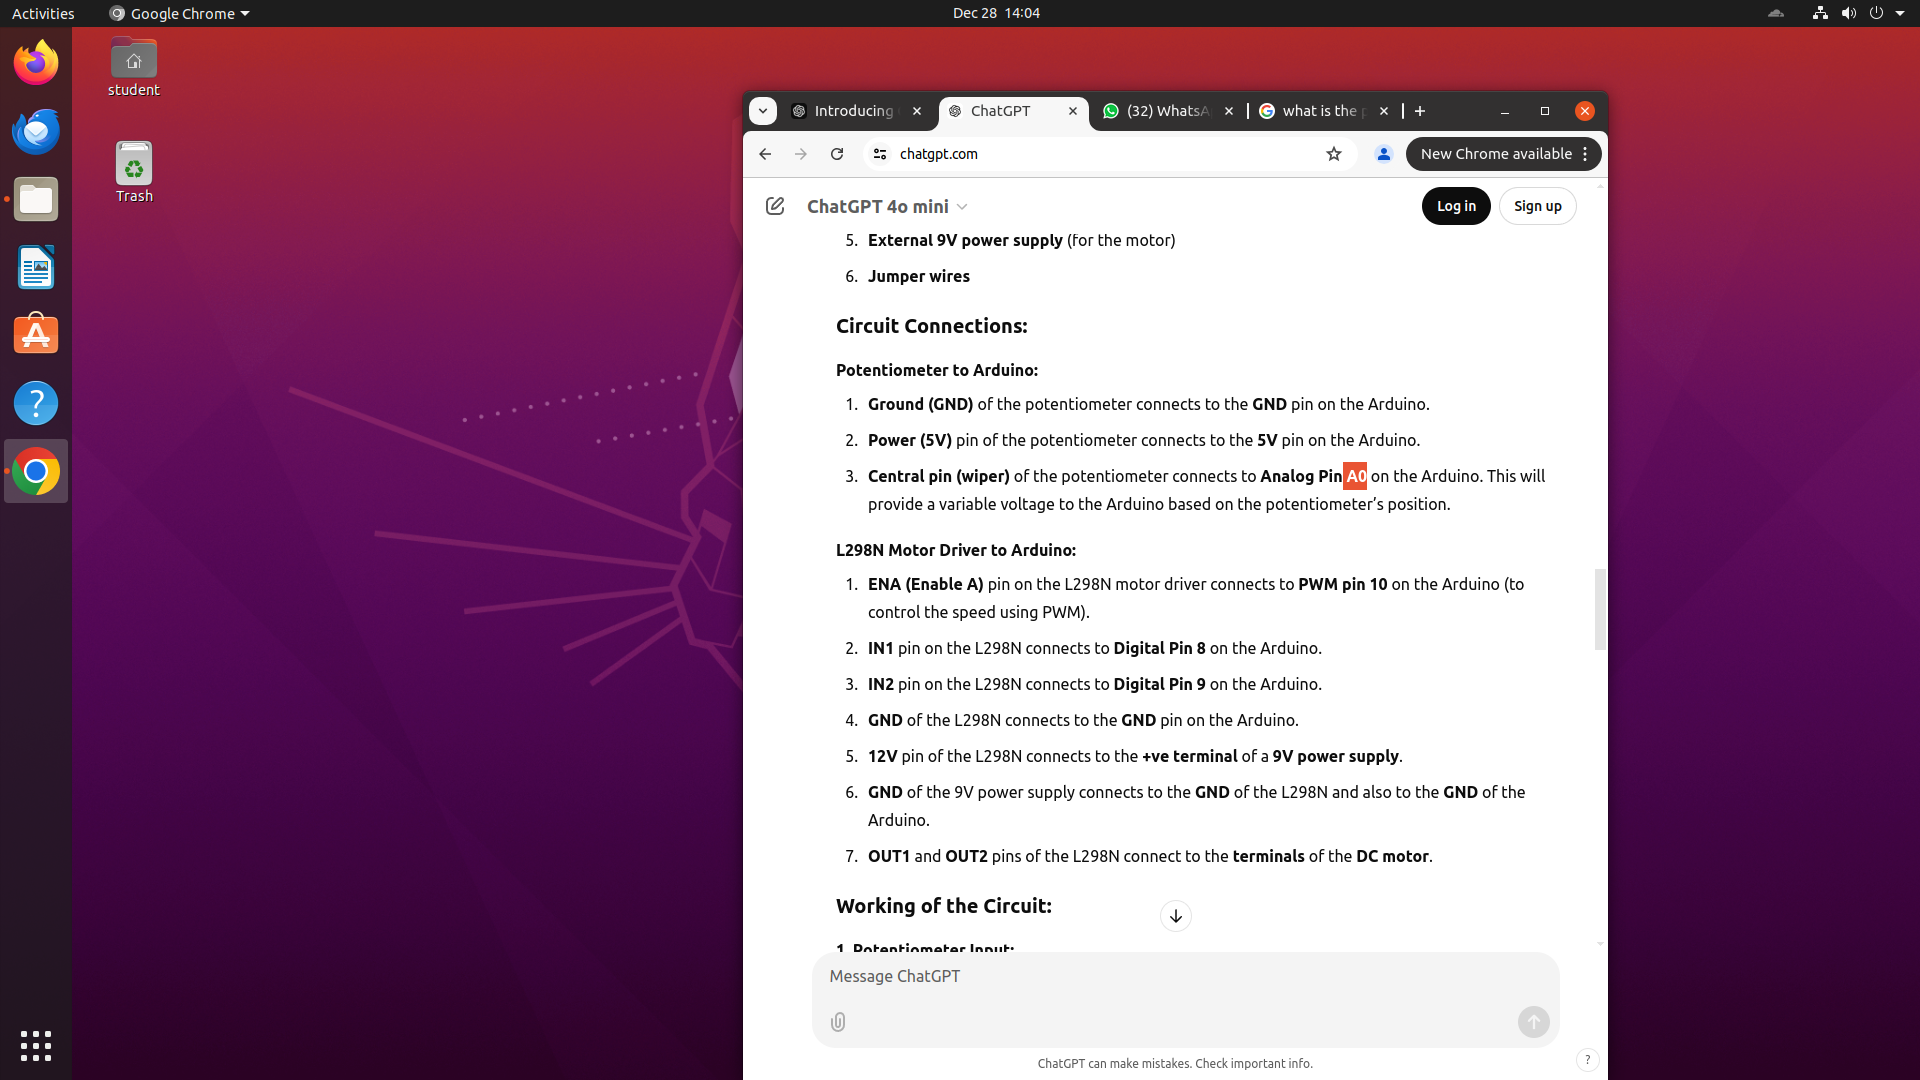 Activities
Google Chrome
Dec 28 14:04
student
Trash
Introducing
ChatGPT
(32) WhatsA
what is the p
chatgpt.com
New Chrome available
ChatGPT 4o mini
Log in
Sign up
5. External 9V power supply (for the motor)
6. Jumper wires
Circuit Connections:
Potentiometer to Arduino:
1. Ground (GND) of the potentiometer connects to the GND pin on the Arduino.
2. Power (5V) pin of the potentiometer connects to the 5V pin on the Arduino.
3. Central pin (wiper) of the potentiometer connects to Analog Pin A0 on the Arduino. This will
provide a variable voltage to the Arduino based on the potentiometer’s position.
L298N Motor Driver to Arduino:
1. ENA (Enable A) pin on the L298N motor driver connects to PWM pin 10 on the Arduino (to
control the speed using PWM).
2. IN1 pin on the L298N connects to Digital Pin 8 on the Arduino.
3. IN2 pin on the L298N connects to Digital Pin 9 on the Arduino.
4. GND of the L298N connects to the GND pin on the Arduino.
5. 12V pin of the L298N connects to the +ve terminal of a 9V power supply.
6. GND of the 9V power supply connects to the GND of the L298N and also to the GND of the
Arduino.
7. OUT1 and OUT2 pins of the L298N connect to the terminals of the DC motor.
Working of the Circuit:
1. Potentiometer Input:
Message ChatGPT
ChatGPT can make mistakes. Check important info.
?